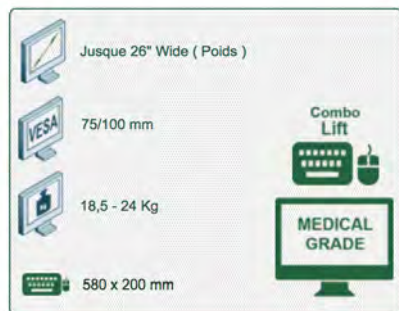 Jusque 26" Wide ( Poids )
VESA
75/100 mm
18,5 - 24 Kg
580 x 200 mm
Combo
Lift
MEDICAL
GRADE